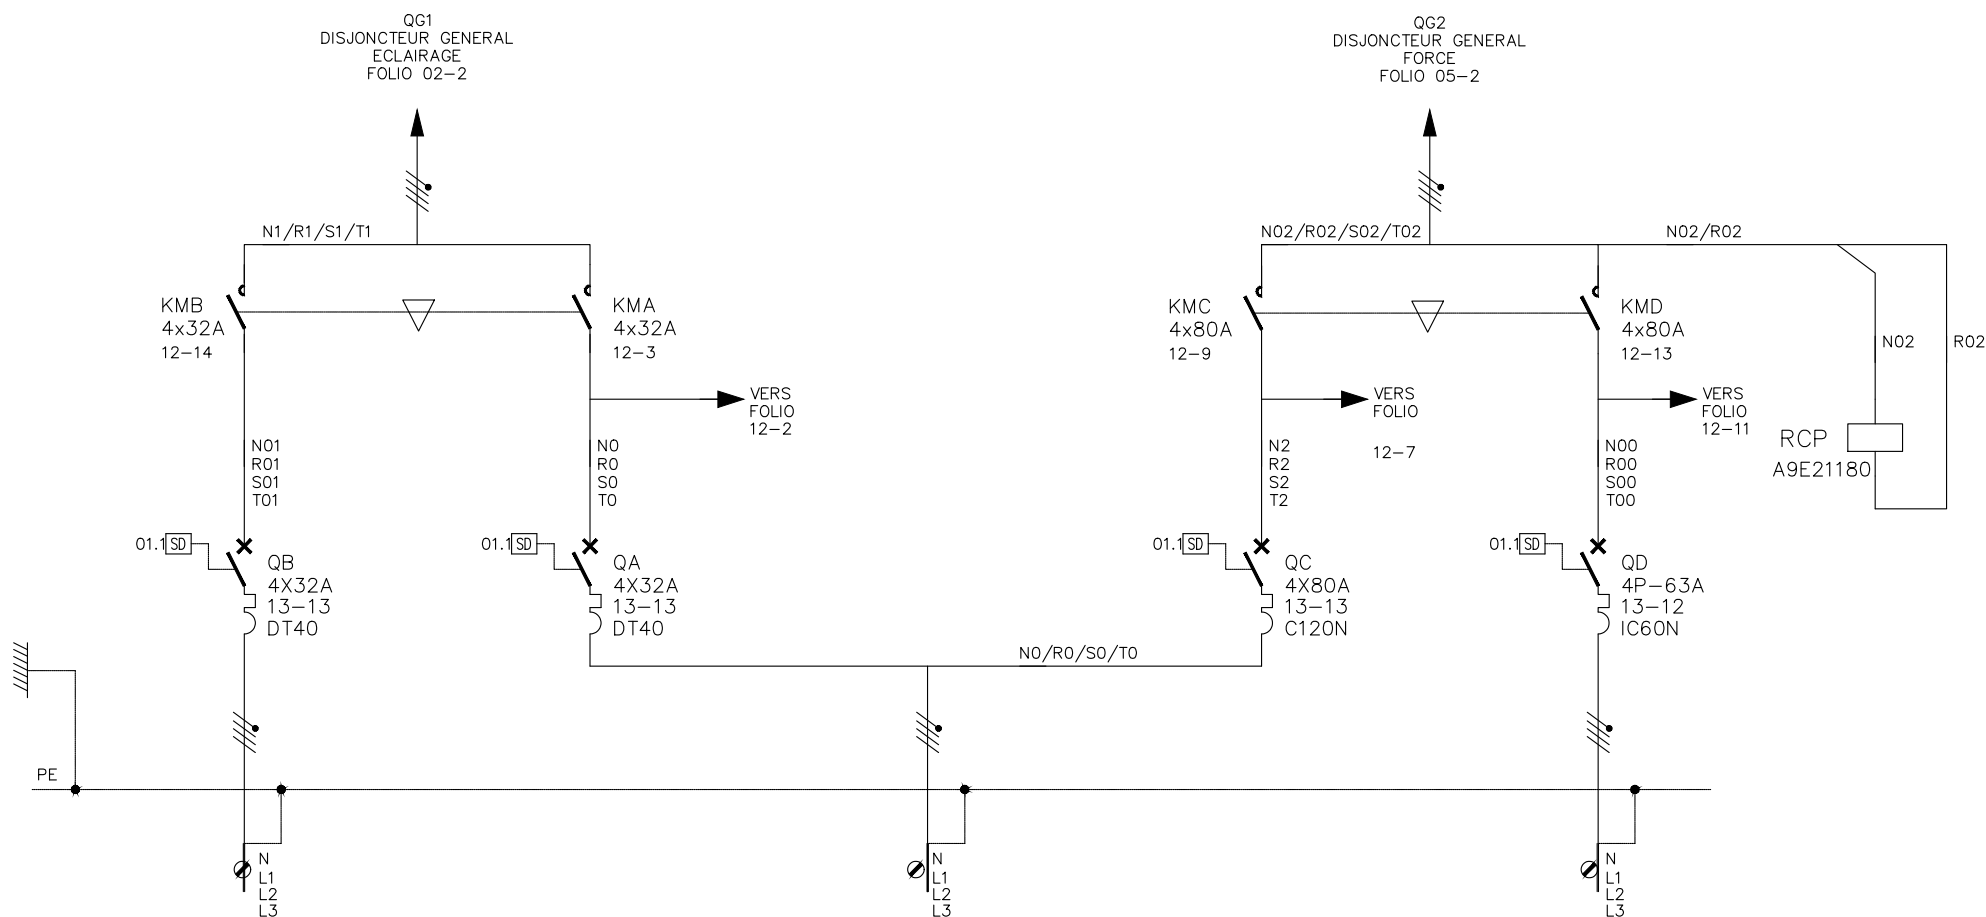 QG1
DISJONCTEUR GENERAL
ECLAIRAGE
FOLIO 02-2
QG2
DISJONCTEUR GENERAL
FORCE
FOLIO 05-2
N1/R1/S1/T1
N02/R02/S02/T02
N02/R02
KMB
4x32A
12-14
KMA
4x32A
12-3
KMC
4x80A
12-9
KMD
4x80A
12-13
N02
R02
VERS
FOLIO
12-2
VERS
FOLIO
12-7
VERS
FOLIO
12-11
RCP
A9E21180
N01
R01
S01
T01
N0
R0
S0
T0
N2
R2
S2
T2
N00
R00
S00
T00
01.1 SD
QB
4X32A
13-13
DT40
01.1 SD
QA
4X32A
13-13
DT40
01.1 SD
QC
4X80A
13-13
C120N
01.1 SD
QD
4P-63A
13-12
IC60N
N0/R0/S0/T0
PE
N
L1
L2
L3
N
L1
L2
L3
N
L1
L2
L3